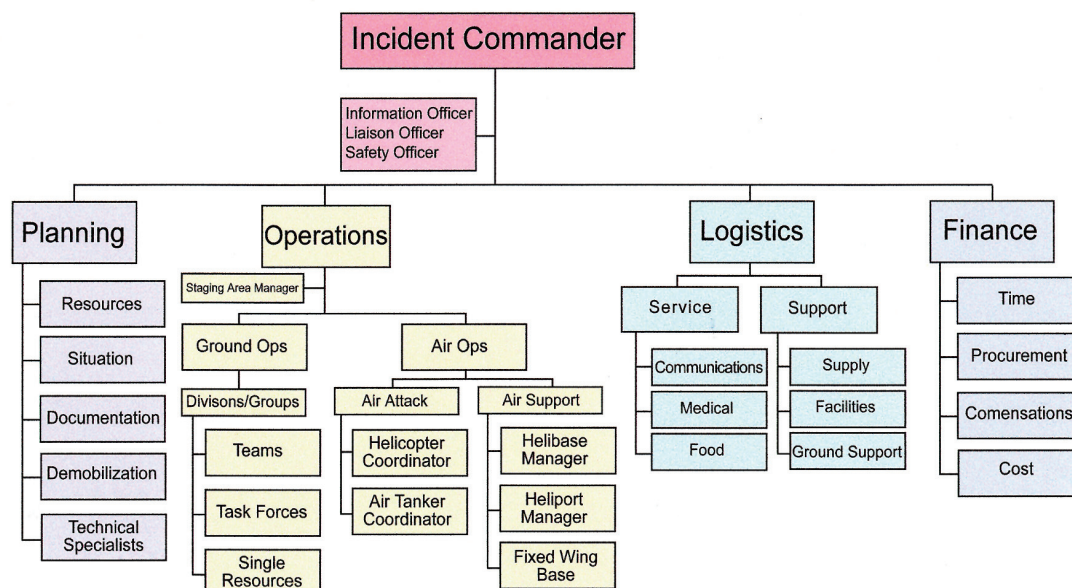 Incident Commander
Information Officer
Liaison Officer
Safety Officer
Planning
Resources
Situation
Documentation
Demobilization
Technical
Specialists
Operations
Staging Area Manager
Ground Ops
Divisons/Groups
Teams
Task Forces
Single
Resources
Air Ops
Air Attack
Helicopter
Coordinator
Air Tanker
Coordinator
Air Support
Helibase
Manager
Heliport
Manager
Fixed Wing
Base
Logistics
Service
Communications
Medical
Food
Support
Supply
Facilities
Ground Support
Finance
Time
Procurement
Comensations
Cost